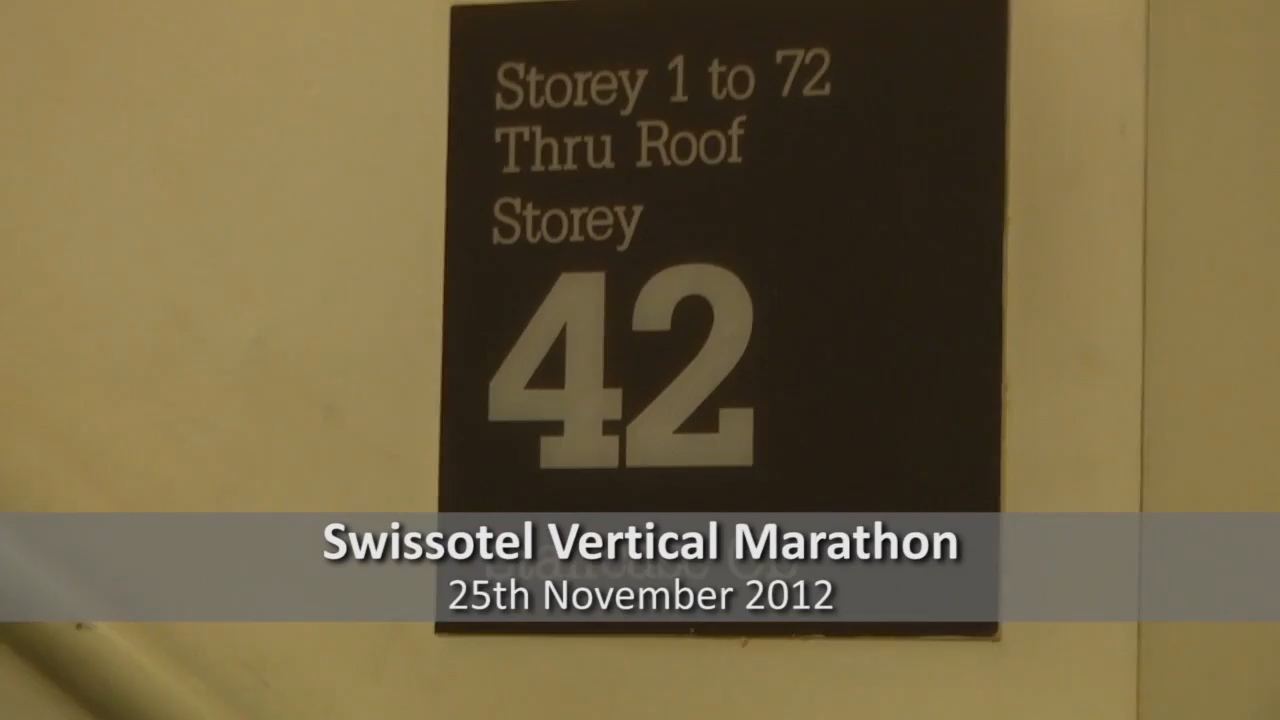 Storey 1 to 72
Thru Roof
Storey
42
Swissotel Vertical Marathon
25th November 2012